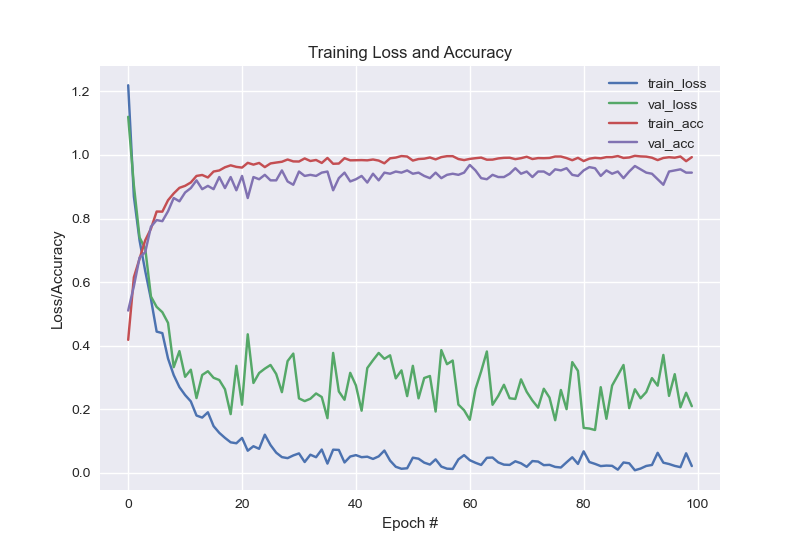 Training Loss and Accuracy
train_loss
val_loss
train_acc
val_acc
1.2
1.0
0.8
0.6
0.4
0.2
0.0
Loss/Accuracy
0 20 40 60 80 100
Epoch #